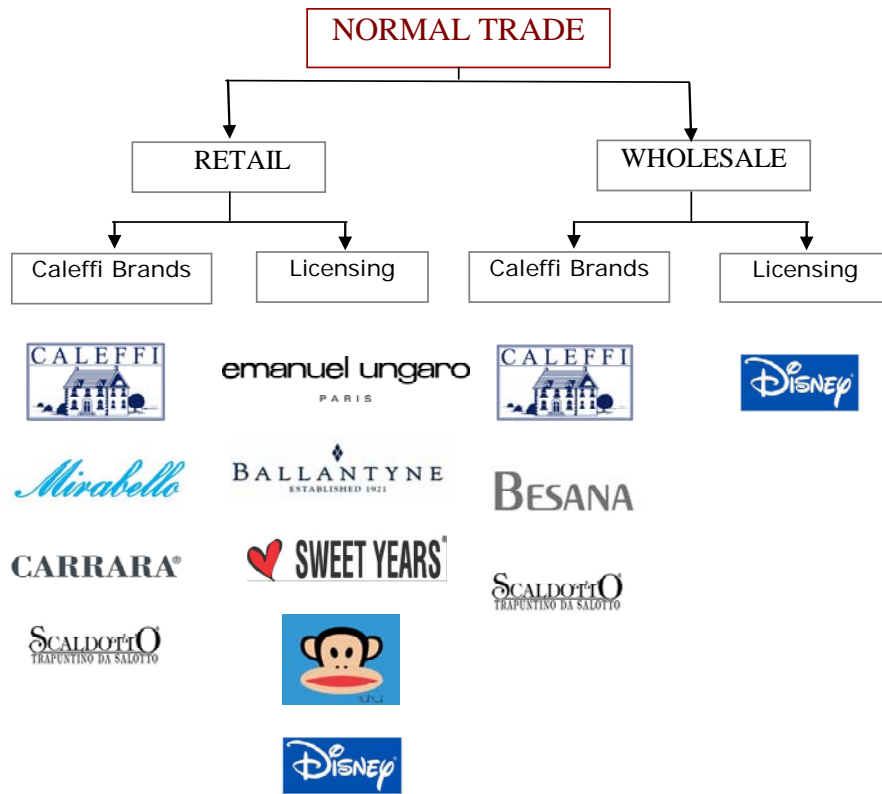 NORMAL TRADE
RETAIL
WHOLESALE
Caleffi Brands
Licensing
Caleffi Brands
Licensing
CALEFFI
Mirabello
CARRARA®
SCALDOTTO®
TRAPUNTINO DA SALOTTO
emanuel ungaro
PARIS
BALLANTYNE
ESTABLISHED 1921
SWEET YEARS®
DISNEY
CALEFFI
BESANA
SCALDOTTO®
TRAPUNTINO DA SALOTTO
DISNEY